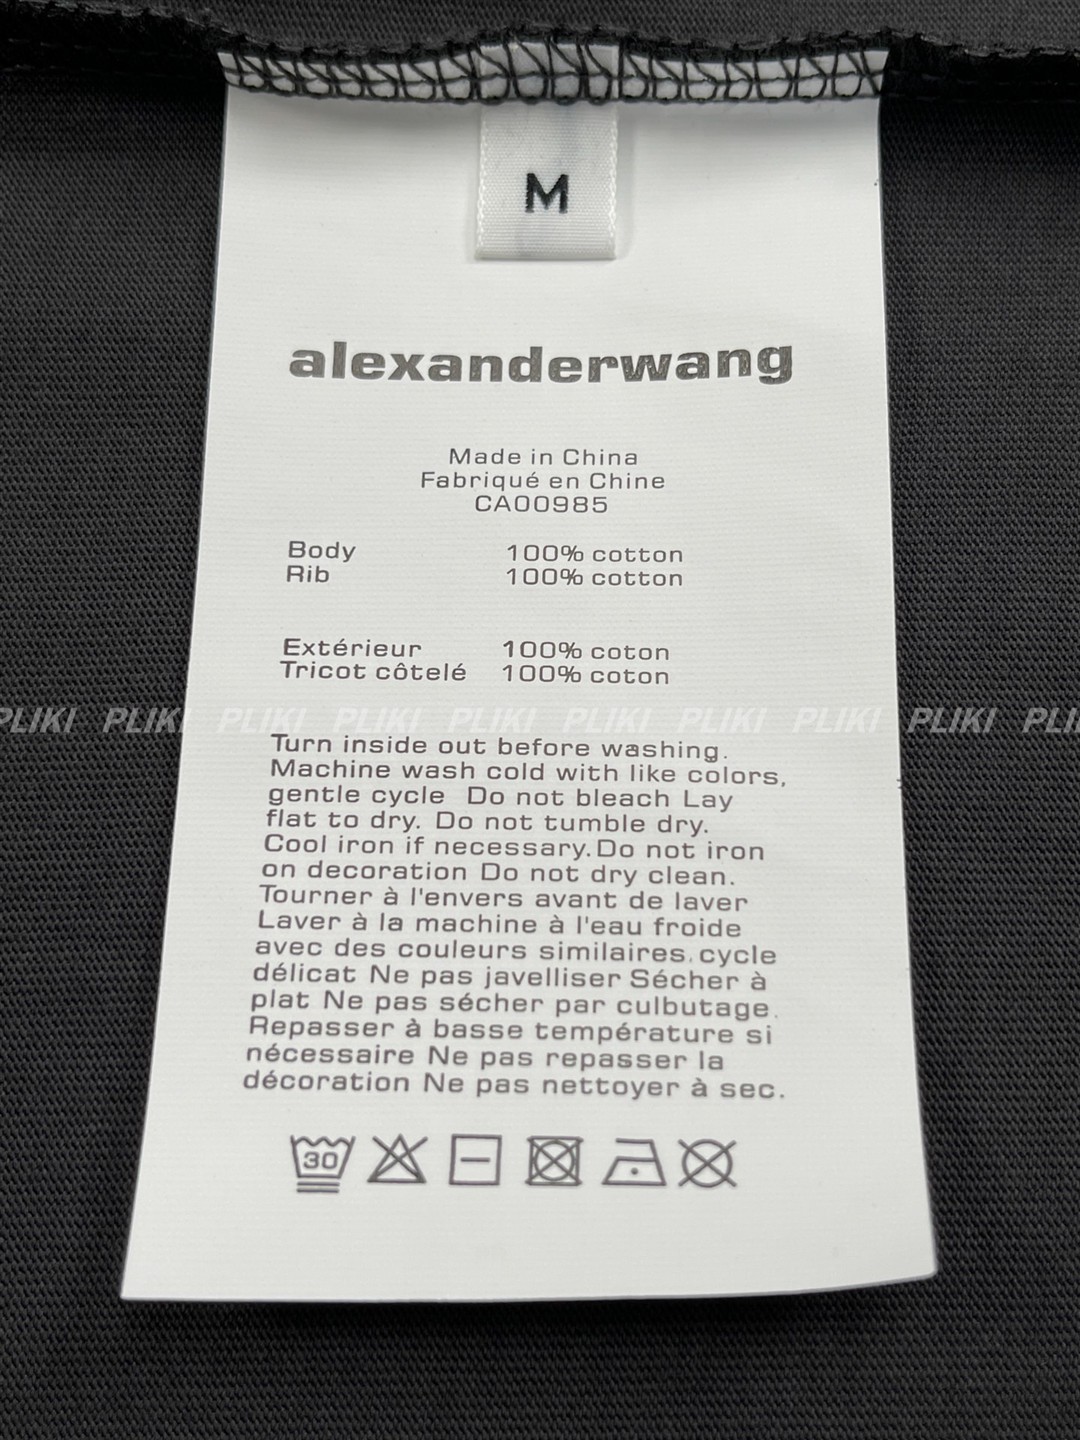 M
alexanderwang
Made in China
Fabriqué en Chine
CA00985
Body 100% cotton
Rib 100% cotton
Extérieur 100% coton
Tricot côtelé 100% coton
PLIKI PLIKI PLIKI PLIKI PLIKI PLIKI PLIKI PLIKI PLIKI PLI
Turn inside out before washing.
Machine wash cold with like colors,
gentle cycle Do not bleach Lay
flat to dry. Do not tumble dry.
Cool iron if necessary. Do not iron
on decoration Do not dry clean.
Tourner à l'envers avant de laver
Laver à la machine à l'eau froide
avec des couleurs similaires, cycle
délicat Ne pas javelliser Sécher à
plat Ne pas sécher par culbutage.
Repasser à basse température si
nécessaire Ne pas repasser la
décoration Ne pas nettoyer à sec.
30